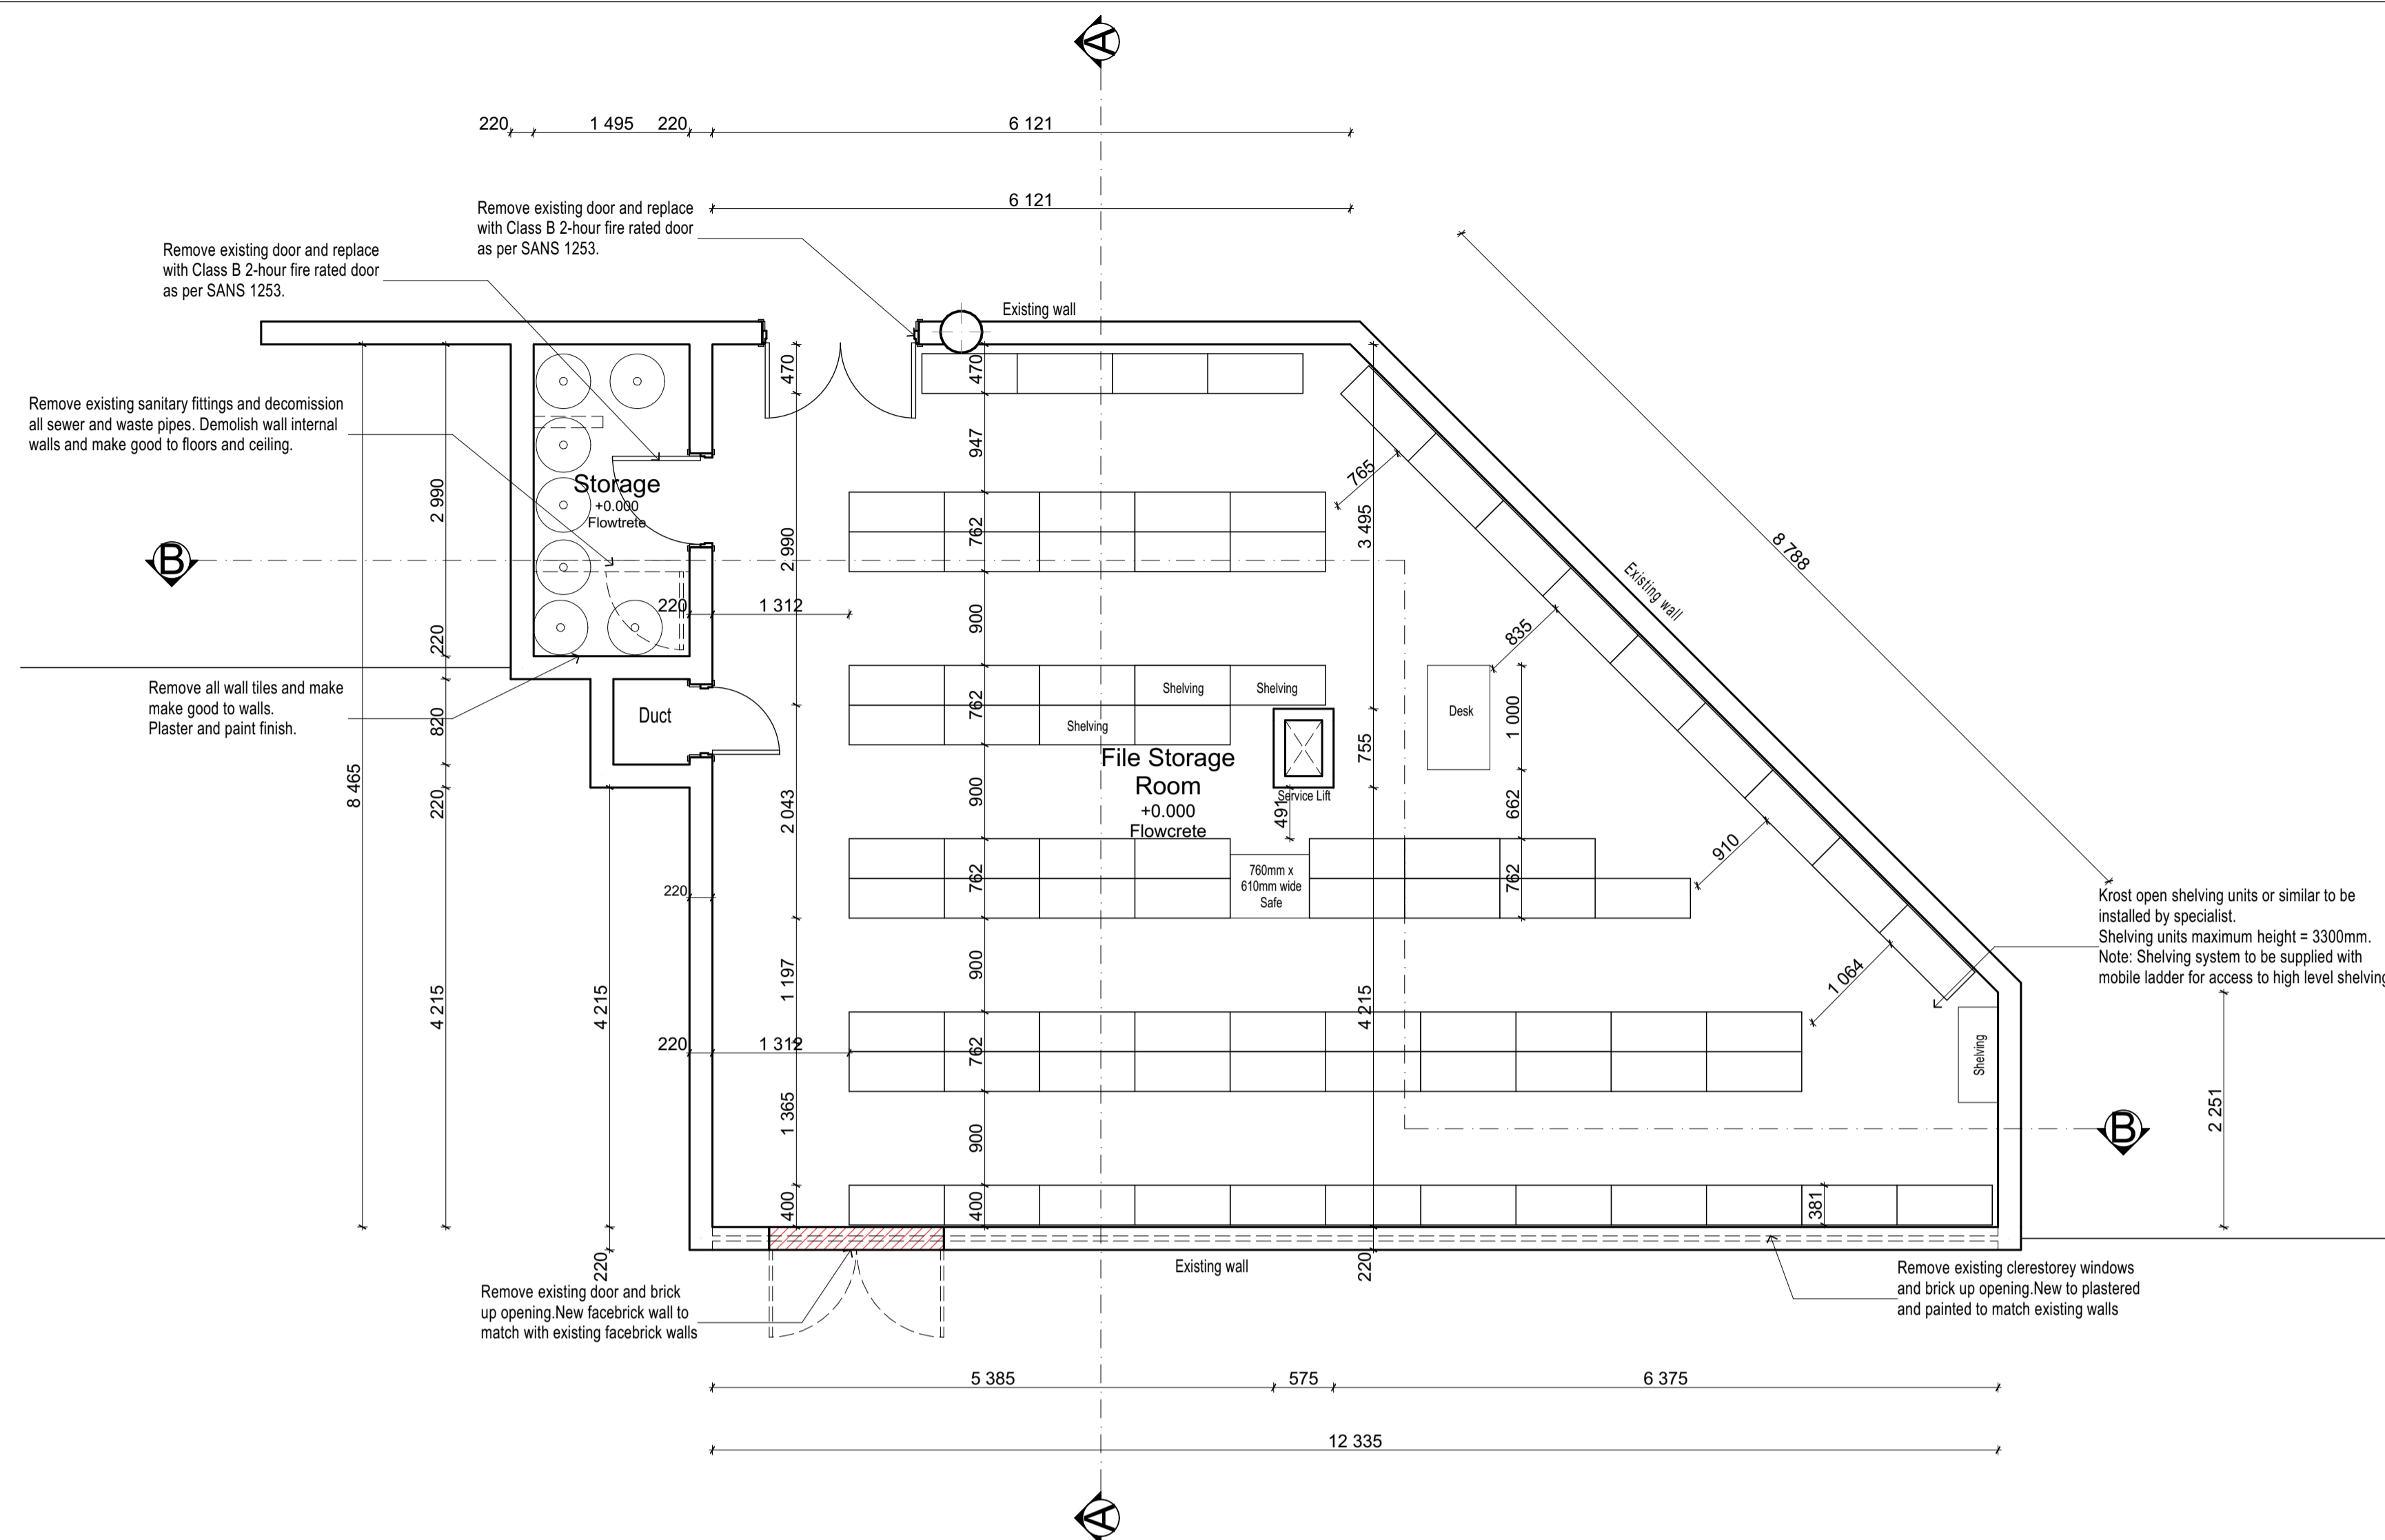 A
220
1 495
220
6 121
6 121
Remove existing door and replace
with Class B 2-hour fire rated door
as per SANS 1253.
Remove existing door and replace
with Class B 2-hour fire rated door
as per SANS 1253.
Existing wall
Remove existing sanitary fittings and decomission
all sewer and waste pipes. Demolish wall internal
walls and make good to floors and ceiling.
Storage
+0.000
Flowtrete
B
Remove all wall tiles and make
make good to walls.
Plaster and paint finish.
Duct
8 465
2 990
220
820
220
4 215
4 215
220
470
2 990
2 043
1 197
1 365
400
220
1 312
220
220
1 312
470
947
762
900
762
900
762
900
762
900
400
765
3 495
755
4 215
220
835
8 788
Existing wall
Shelving
Shelving
Shelving
Desk
1 000
662
762
File Storage
Room
+0.000
Flowcrete
Service Lift
491
760mm x
610mm wide
Safe
910
1 064
Krost open shelving units or similar to be
installed by specialist.
Shelving units maximum height = 3300mm.
Note: Shelving system to be supplied with
mobile ladder for access to high level shelving
Shelving
2 251
B
381
Existing wall
Remove existing door and brick
up opening.New facebrick wall to
match with existing facebrick walls
Remove existing clerestorey windows
and brick up opening.New to plastered
and painted to match existing walls
5 385
575
6 375
12 335
A